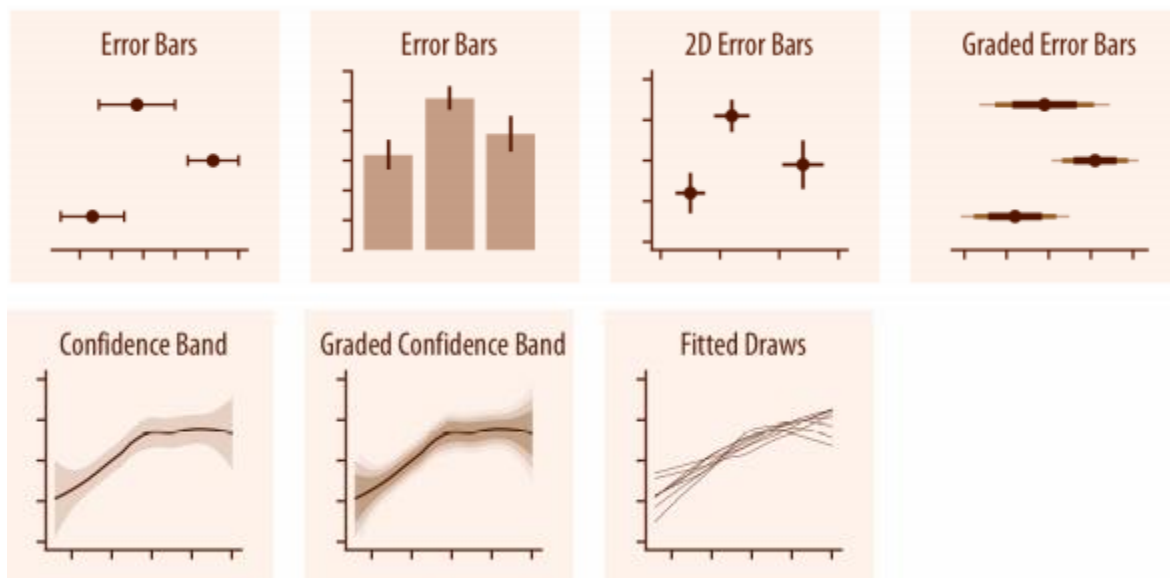 Error Bars
Error Bars
2D Error Bars
Graded Error Bars
Confidence Band
Graded Confidence Band
Fitted Draws